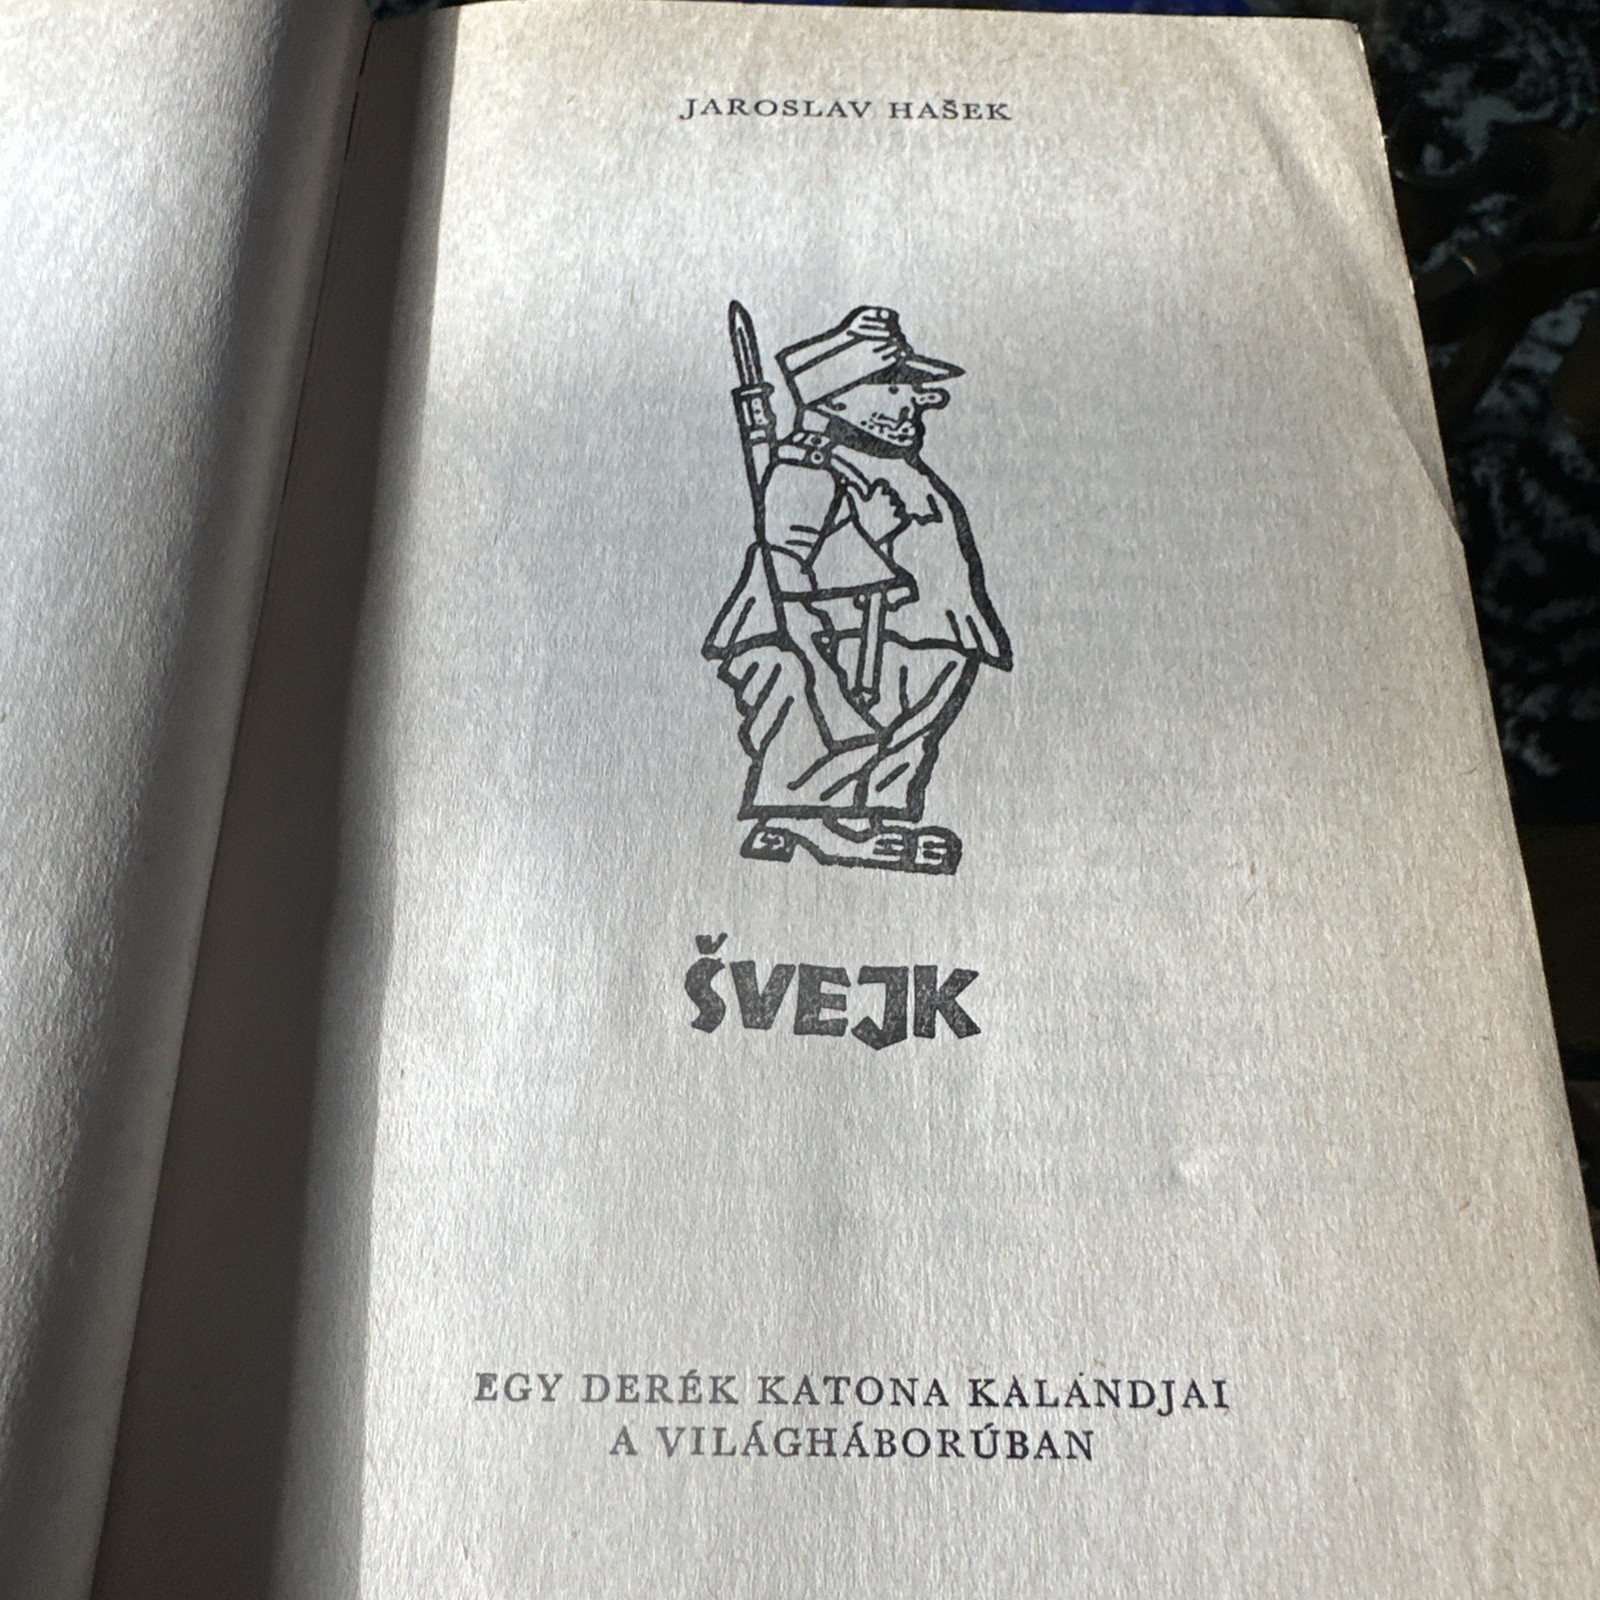 JAROSLAV HAŠEK
ŠVEJK
EGY DERÉK KATONA KALANDJAI
A VILÁGHÁBORÚBAN